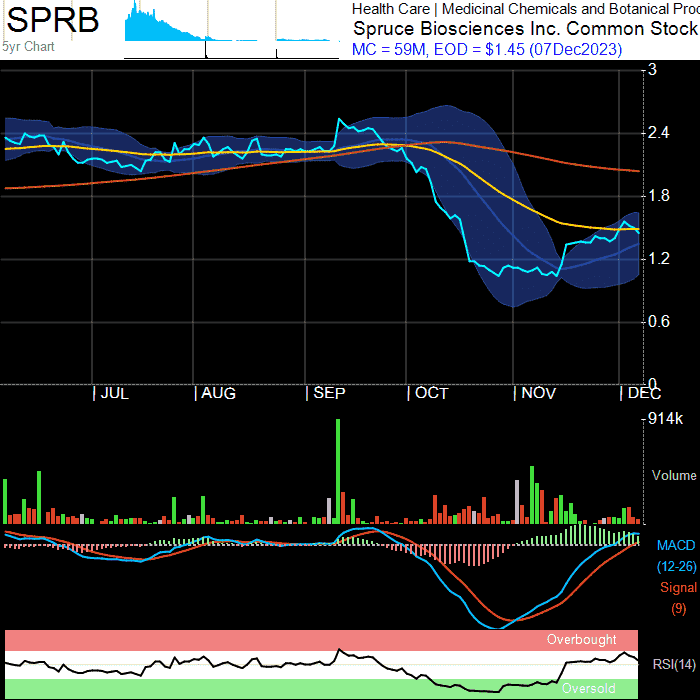 SPRB
5yr Chart
Health Care | Medicinal Chemicals and Botanical Proc
Spruce Biosciences Inc. Common Stock
MC = 59M, EOD = $1.45 (07Dec2023)
3
2.4
1.8
1.2
0.6
0
JUL AUG SEP OCT NOV DEC
914k
Volume
MACD
(12-26)
Signal
(9)
Overbought
RSI(14)
Oversold